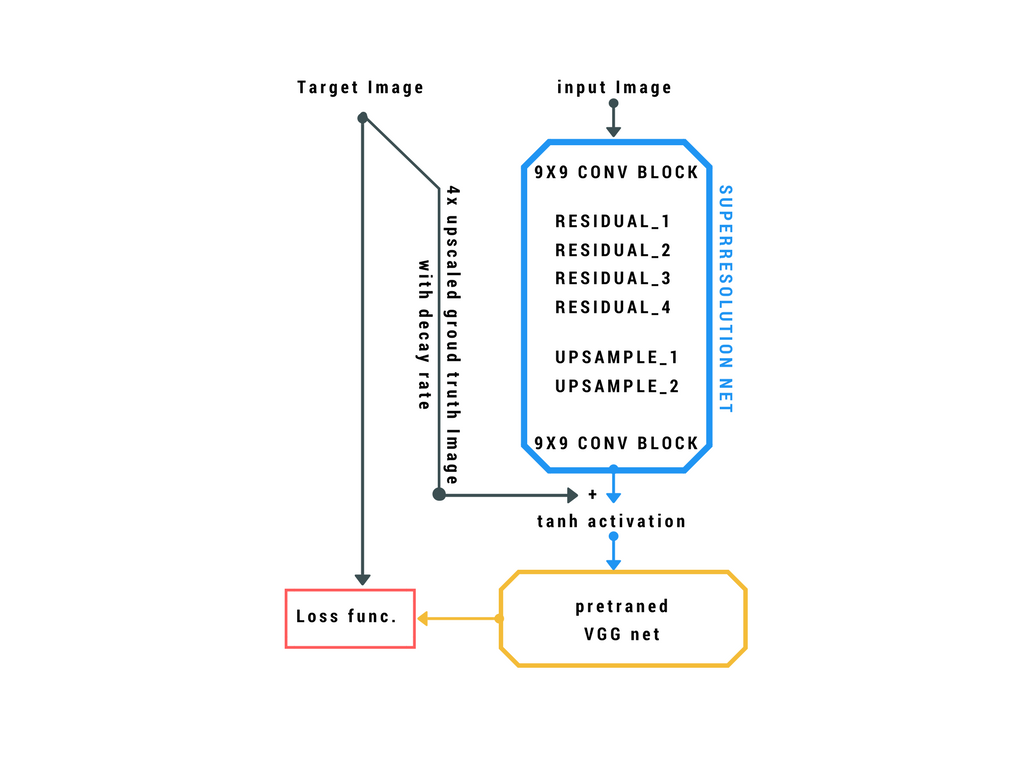 Target Image
input Image
9X9 CONV BLOCK
RESIDUAL_1
RESIDUAL_2
RESIDUAL_3
RESIDUAL_4
UPSAMPLE_1
UPSAMPLE_2
9X9 CONV BLOCK
SUPERRESOLUTION NET
4x upscaled groud truth Image
with decay rate
+
tanh activation
Loss func.
pretraned
VGG net